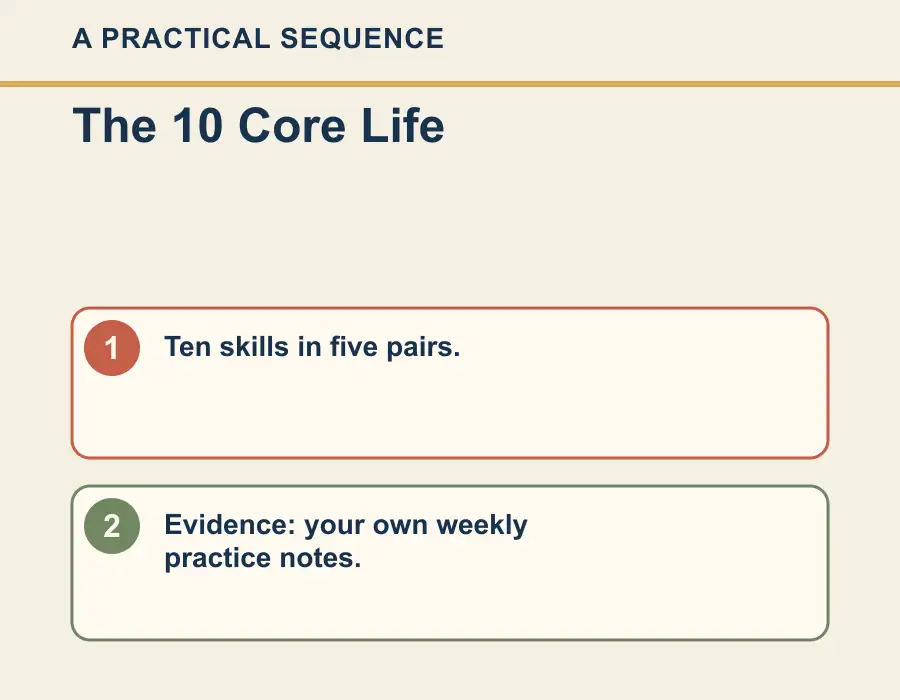 A PRACTICAL SEQUENCE
The 10 Core Life
1
Ten skills in five pairs.
2
Evidence: your own weekly
practice notes.